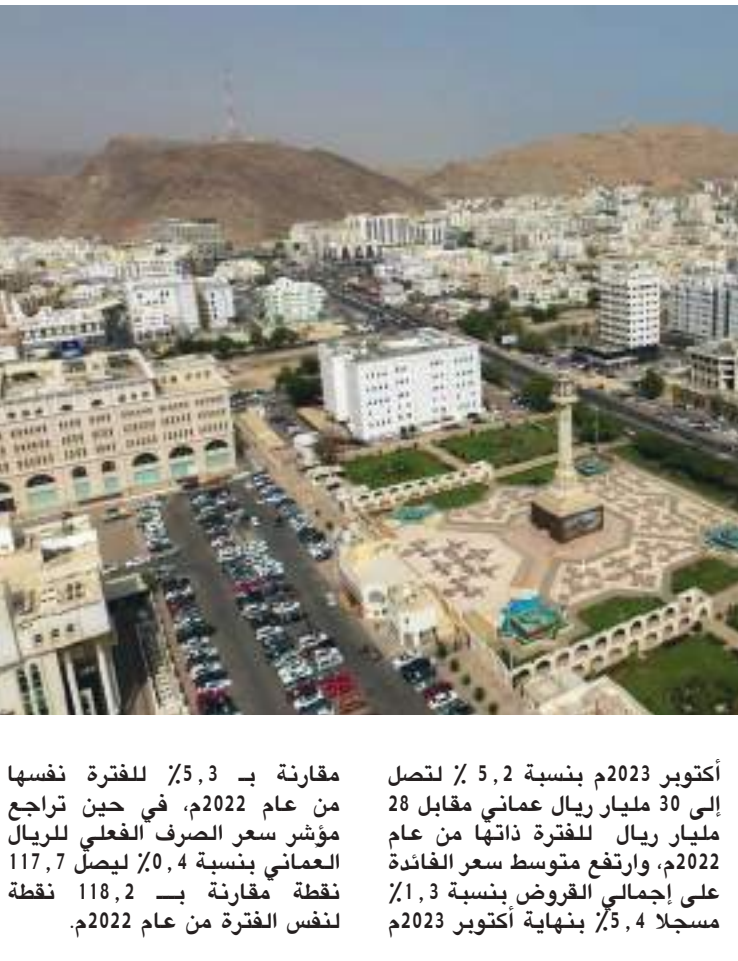 أكتوبر 2023م بنسبة 5,2 ٪ لتصل
إلى 30 مليار ريال عماني مقابل 28
مليار ريال للفترة ذاتها من عام
2022م، وارتفع متوسط سعر الفائدة
على إجمالي القروض بنسبة 1,3٪
مسجلا 5,4٪ بنهاية أكتوبر 2023م
مقارنة بـ 5,3٪ للفترة نفسها
من عام 2022م، في حين تراجع
مؤشر سعر الصرف الفعلي للريال
العماني بنسبة 0,4٪ ليصل 117,7
نقطة مقارنة بــ 118,2 نقطة
لنفس الفترة من عام 2022م.